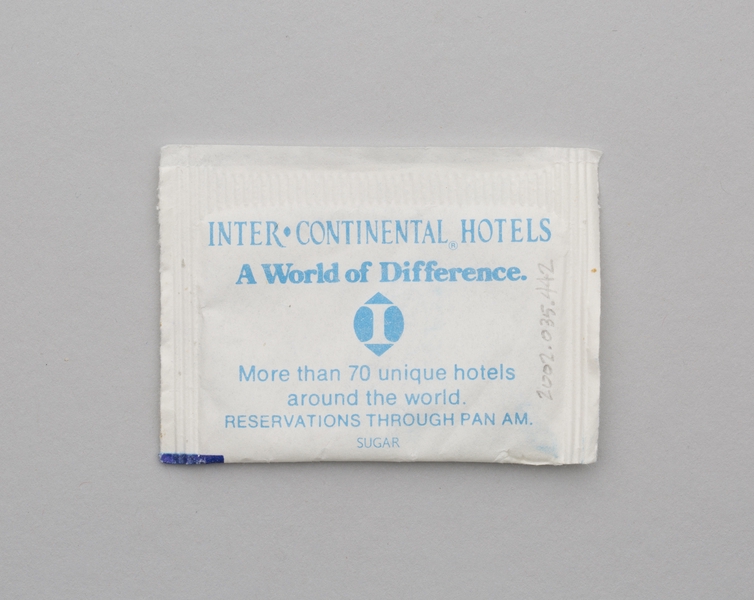 INTER•CONTINENTAL® HOTELS
A World of Difference.
I
More than 70 unique hotels
around the world.
RESERVATIONS THROUGH PAN AM.
SUGAR
2002.035.442